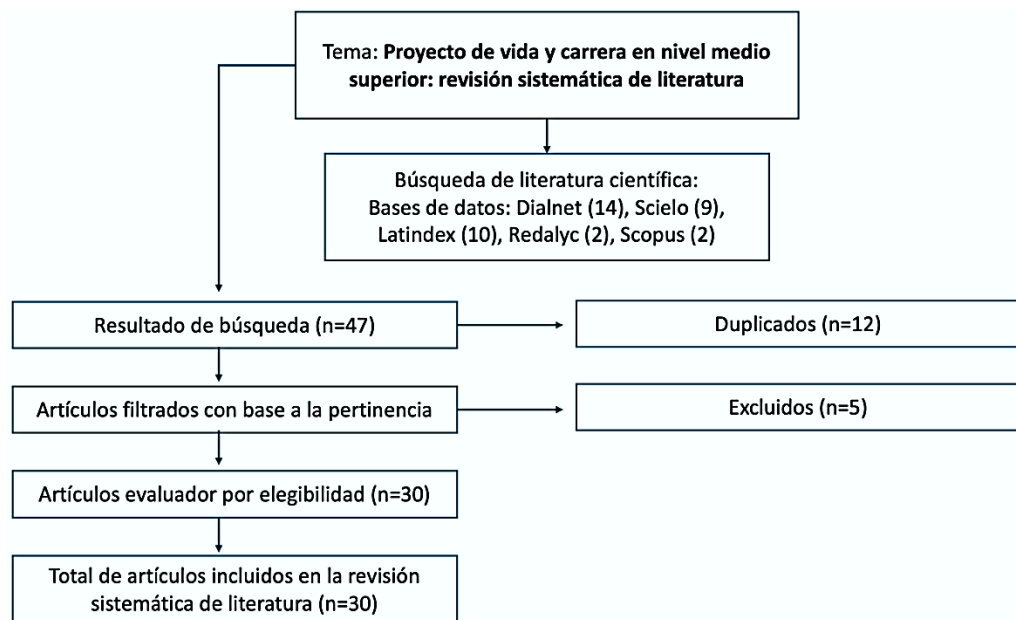 Tema: Proyecto de vida y carrera en nivel medio
superior: revisión sistemática de literatura
Búsqueda de literatura científica:
Bases de datos: Dialnet (14), Scielo (9),
Latindex (10), Redalyc (2), Scopus (2)
Resultado de búsqueda (n=47)
Duplicados (n=12)
Artículos filtrados con base a la pertinencia
Excluidos (n=5)
Artículos evaluador por elegibilidad (n=30)
Total de artículos incluidos en la revisión
sistemática de literatura (n=30)